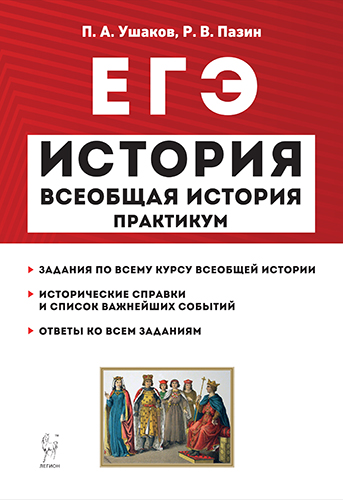 П. А. Ушаков, Р. В. Пазин
ЕГЭ
ИСТОРИЯ
ВСЕОБЩАЯ ИСТОРИЯ
ПРАКТИКУМ
ЗАДАНИЯ ПО ВСЕМУ КУРСУ ВСЕОБЩЕЙ ИСТОРИИ
ИСТОРИЧЕСКИЕ СПРАВКИ
И СПИСОК ВАЖНЕЙШИХ СОБЫТИЙ
ОТВЕТЫ КО ВСЕМ ЗАДАНИЯМ
ЛЕГИОН